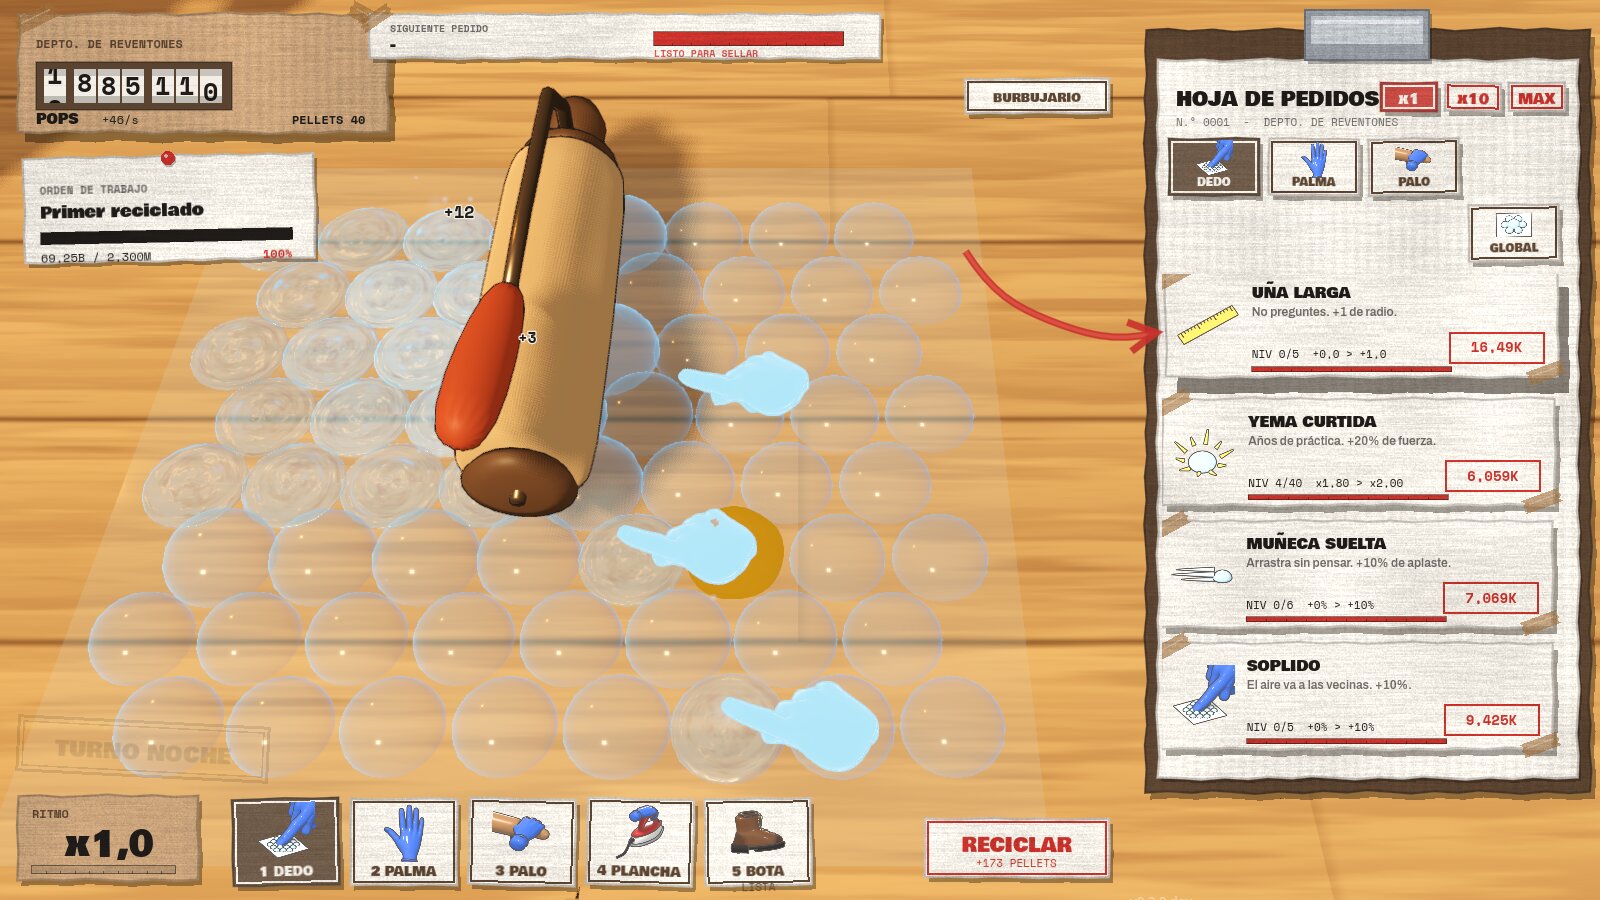 DEPTO. DE REVENTONES
188511 0
POPS +46/s PELLETS 40
SIGUIENTE PEDIDO
-
LISTO PARA SELLAR
ORDEN DE TRABAJO
Primer reciclado
69,25B / 2,300M 100%
+12
+3
BURBUJARIO
HOJA DE PEDIDOS x1 x10 MAX
N.° 0001 - DEPTO. DE REVENTONES
DEDO PALMA PALO
GLOBAL
UÑA LARGA
No preguntes. +1 de radio.
NIV 0/5 +0,0 > +1,0 16,49K
YEMA CURTIDA
Años de práctica. +20% de fuerza.
NIV 4/40 x1,80 > x2,00 6,059K
MUÑECA SUELTA
Arrastra sin pensar. +10% de aplaste.
NIV 0/6 +0% > +10% 7,069K
SOPLIDO
El aire va a las vecinas. +10%.
NIV 0/5 +0% > +10% 9,425K
TURNO NOCHE
RITMO
x1,0
1 DEDO 2 PALMA 3 PALO 4 PLANCHA 5 BOTA
LISTA
RECICLAR
+173 PELLETS